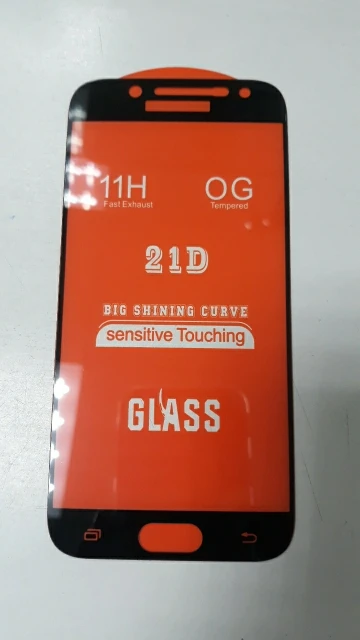 11H OG
Fast Exhaust Tempered
21D
BIG SHINING CURVE
sensitive Touching
GLASS